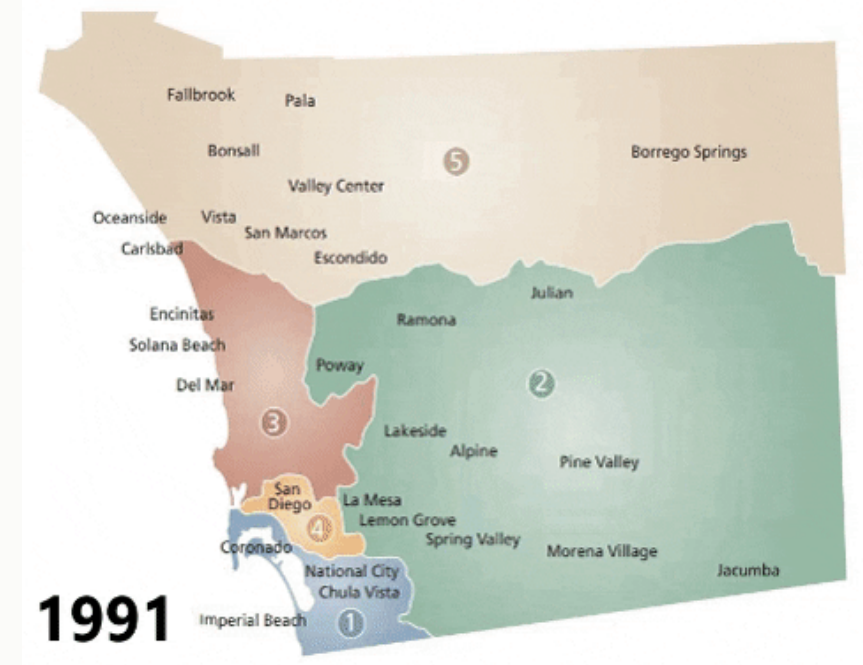 Fallbrook
Pala
Bonsall
5
Borrego Springs
Valley Center
Oceanside
Vista
San Marcos
Carlsbad
Escondido
Julian
Encinitas
Ramona
Solana Beach
Poway
Del Mar
2
3
Lakeside
Alpine
Pine Valley
San
Diego
La Mesa
Lemon Grove
4
Spring Valley
Coronado
Morena Village
National City
Jacumba
Chula Vista
1991
Imperial Beach
1